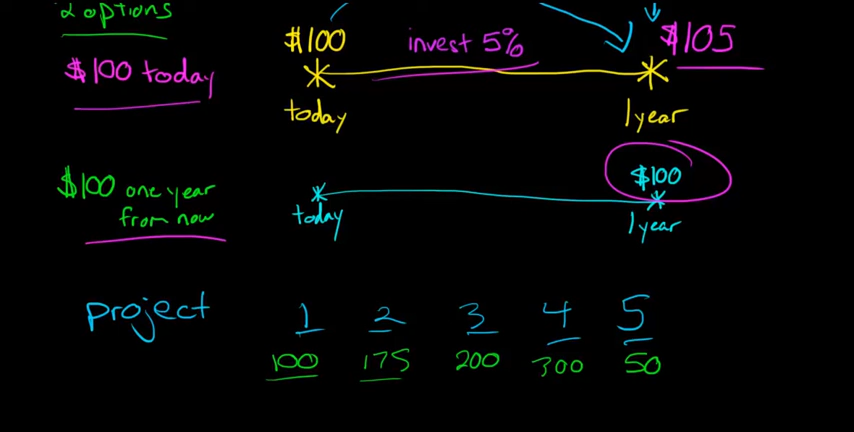 2 options
$100 today
$100 invest 5% $105
today 1 year
$100 one year
from now
$100
today 1 year
project 1 2 3 4 5
100 175 200 300 50